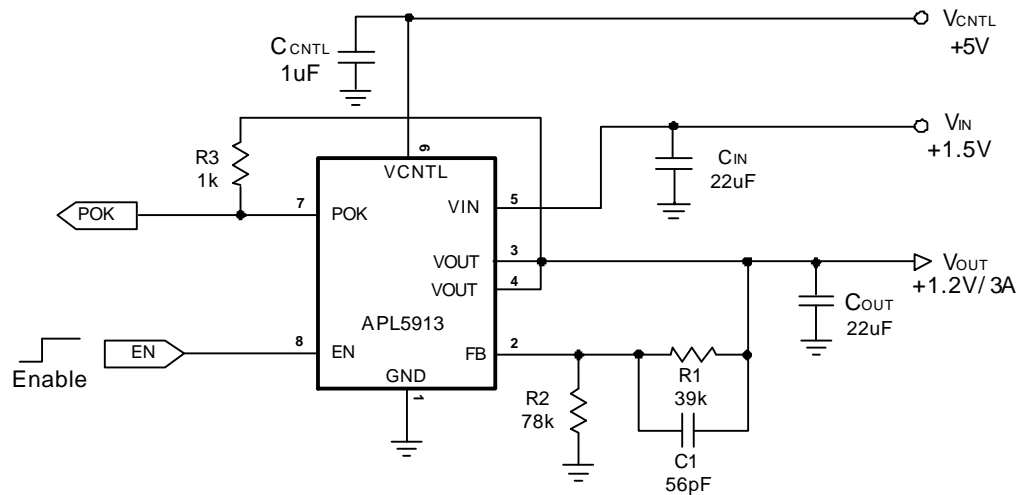 VCNTL
+5V
CCNTL
1uF
VIN
+1.5V
R3
1k
6
VCNTL
CIN
22uF
POK
7
POK
VIN
5
VOUT
3
VOUT
4
VOUT
+1.2V/ 3A
COUT
22uF
APL5913
Enable
EN
8
EN
FB
2
GND
1
R2
78k
R1
39k
C1
56pF